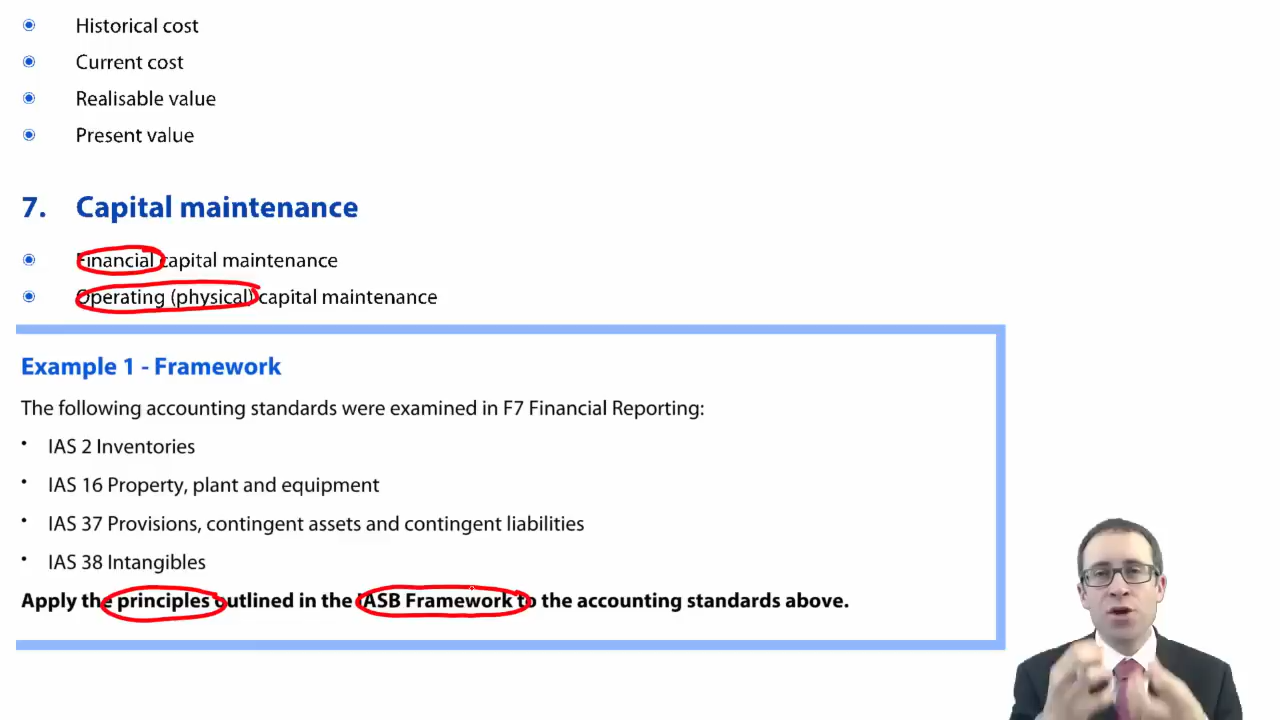 Historical cost
Current cost
Realisable value
Present value
7. Capital maintenance
Financial capital maintenance
Operating (physical) capital maintenance
Example 1 - Framework
The following accounting standards were examined in F7 Financial Reporting:
• IAS 2 Inventories
• IAS 16 Property, plant and equipment
• IAS 37 Provisions, contingent assets and contingent liabilities
• IAS 38 Intangibles
Apply the principles outlined in the IASB Framework to the accounting standards above.